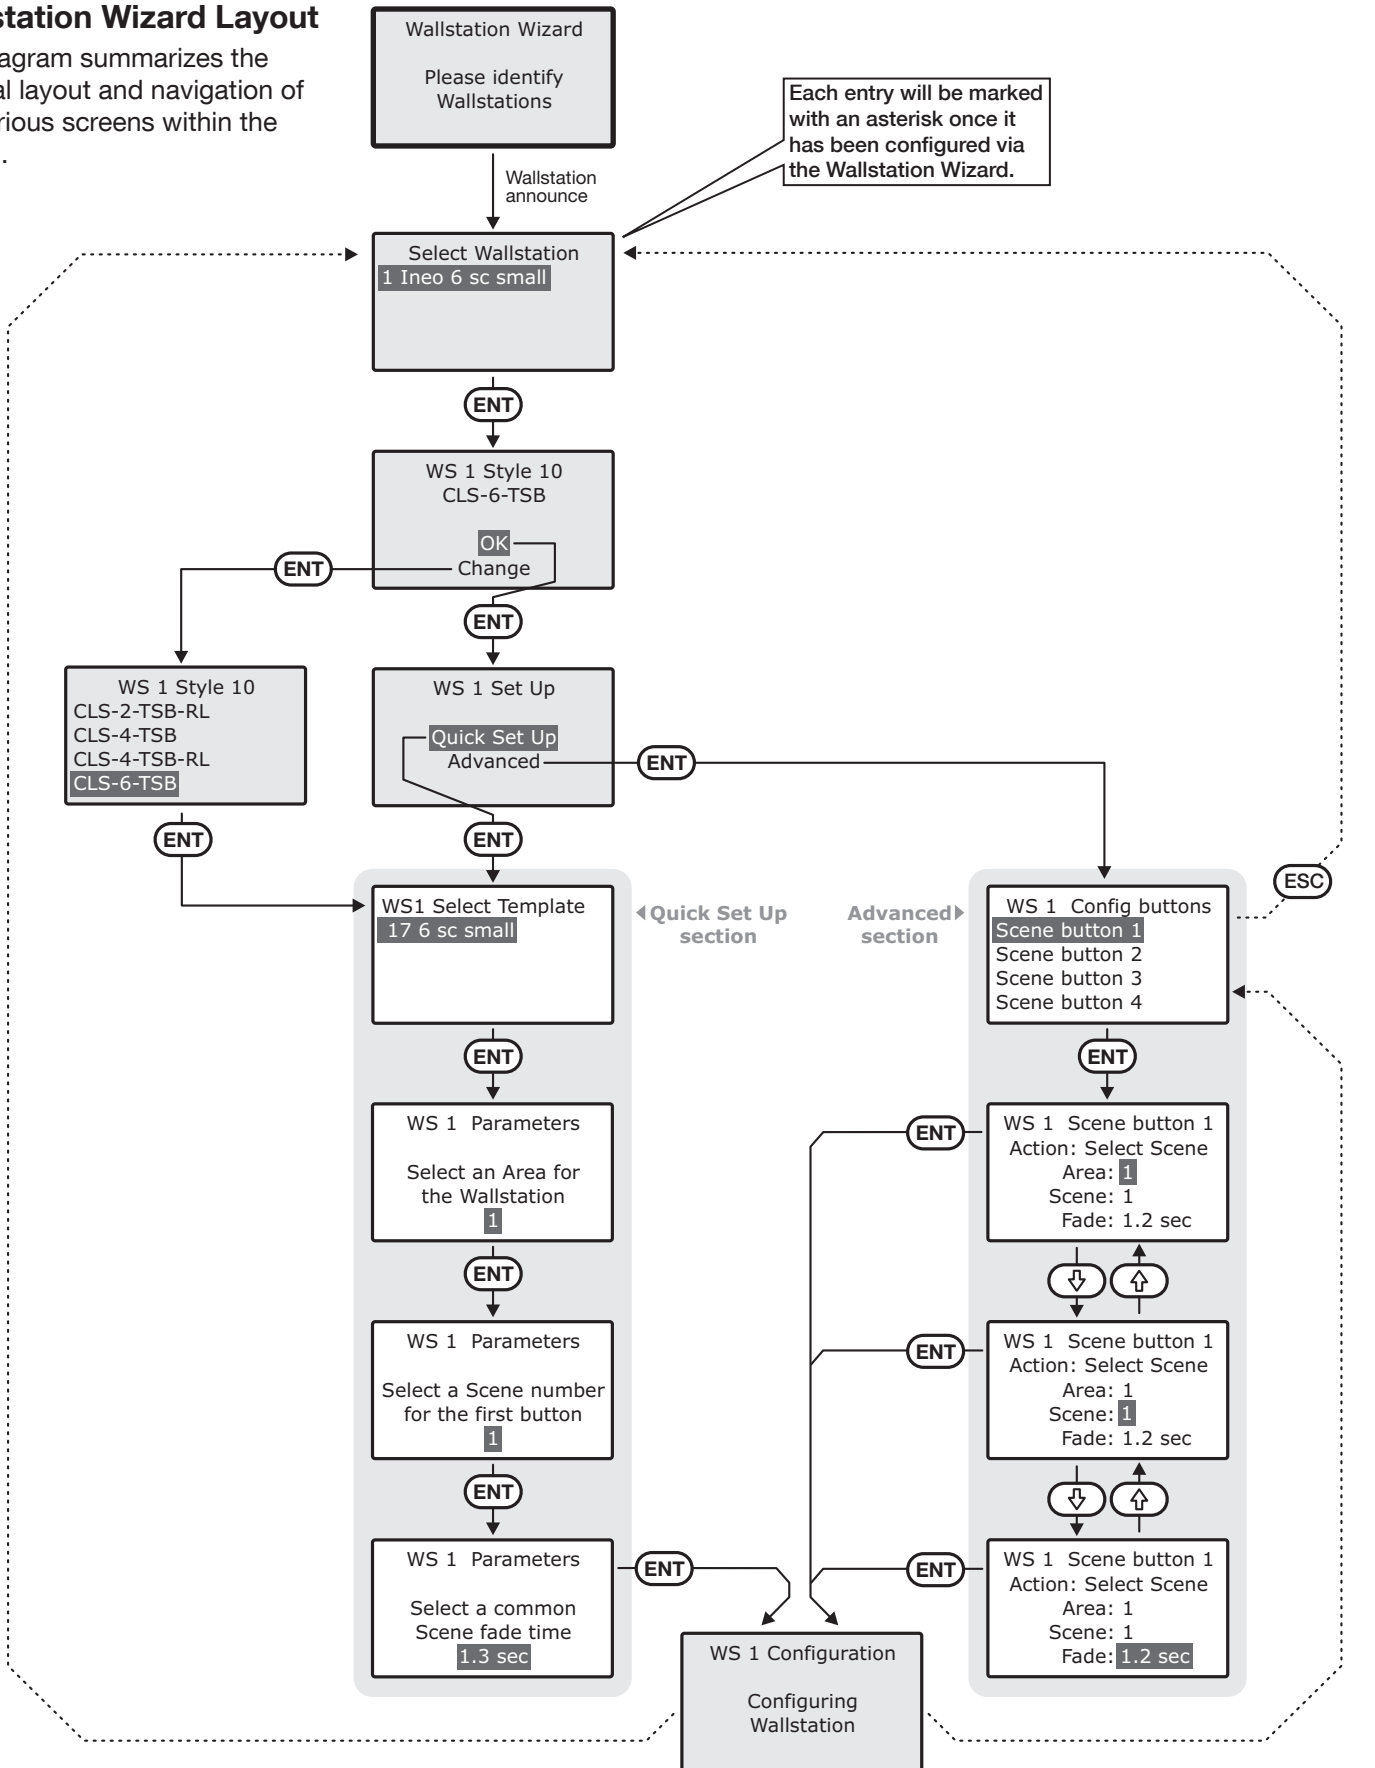 station Wizard Layout
agram summarizes the
al layout and navigation of
rious screens within the
.
Wallstation Wizard
Please identify
Wallstations
Each entry will be marked
with an asterisk once it
has been configured via
the Wallstation Wizard.
Wallstation
announce
Select Wallstation
1 Ineo 6 sc small
ENT
WS 1 Style 10
CLS-6-TSB
OK
Change
ENT
ENT
WS 1 Style 10
CLS-2-TSB-RL
CLS-4-TSB
CLS-4-TSB-RL
CLS-6-TSB
ENT
WS 1 Set Up
Quick Set Up
Advanced
ENT
ENT
WS1 Select Template
17 6 sc small
Quick Set Up
section
Advanced
section
WS 1 Config buttons
Scene button 1
Scene button 2
Scene button 3
Scene button 4
ESC
ENT
ENT
WS 1 Parameters
Select an Area for
the Wallstation
1
ENT
WS 1 Scene button 1
Action: Select Scene
Area: 1
Scene: 1
Fade: 1.2 sec
ENT
WS 1 Parameters
Select a Scene number
for the first button
1
ENT
WS 1 Scene button 1
Action: Select Scene
Area: 1
Scene: 1
Fade: 1.2 sec
ENT
WS 1 Parameters
Select a common
Scene fade time
1.3 sec
ENT
ENT
WS 1 Scene button 1
Action: Select Scene
Area: 1
Scene: 1
Fade: 1.2 sec
WS 1 Configuration
Configuring
Wallstation